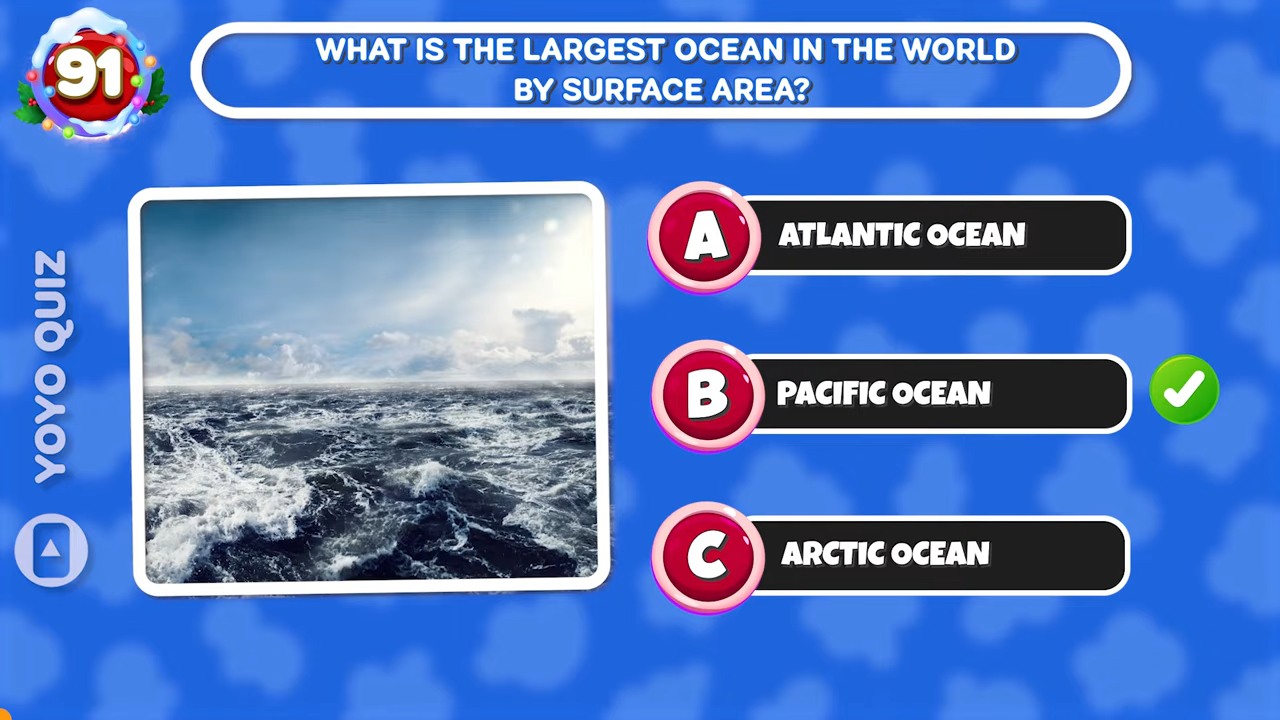 91
WHAT IS THE LARGEST OCEAN IN THE WORLD
BY SURFACE AREA?
YOYO QUIZ
A ATLANTIC OCEAN
B PACIFIC OCEAN
C ARCTIC OCEAN